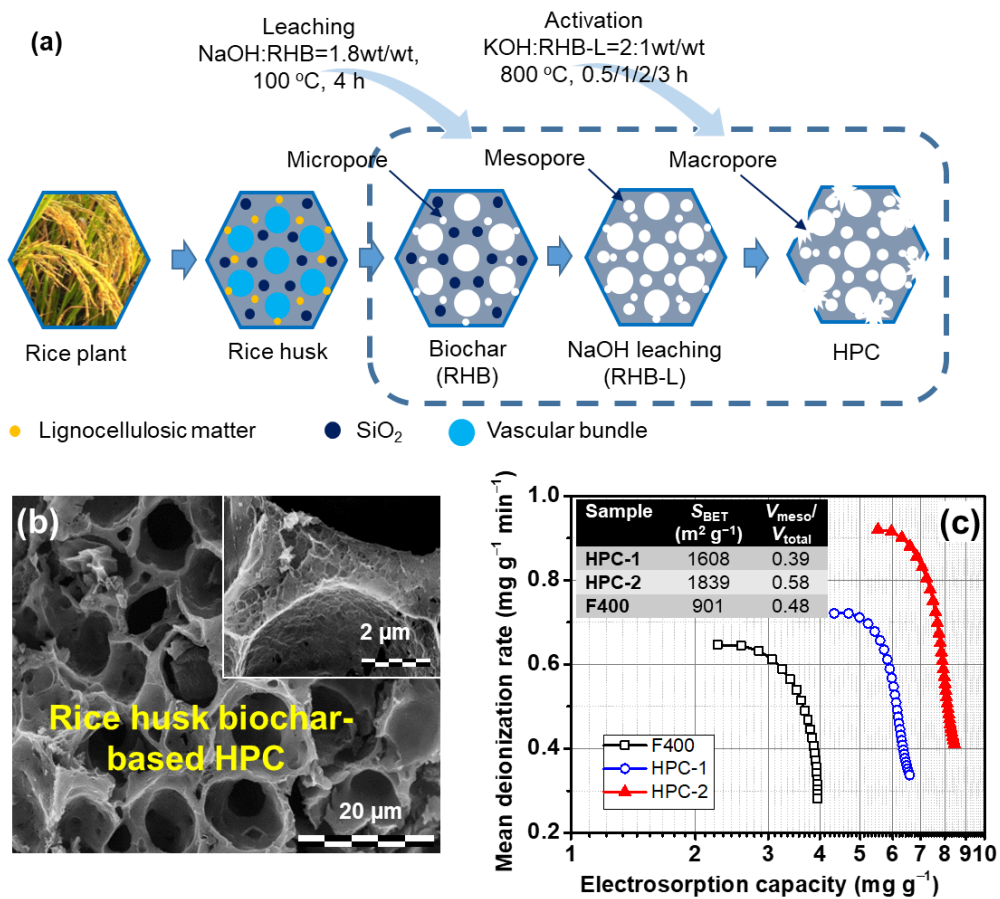 (a)
Leaching
NaOH:RHB=1.8wt/wt,
100 °C, 4 h
Activation
KOH:RHB-L=2:1wt/wt
800 °C, 0.5/1/2/3 h
Micropore
Mesopore
Macropore
Rice plant
Rice husk
Biochar
(RHB)
NaOH leaching
(RHB-L)
HPC
Lignocellulosic matter
SiO₂
Vascular bundle
(b)
2 µm
Rice husk biochar-
based HPC
20 µm
(c)
Mean deionization rate (mg g⁻¹ min⁻¹)
1.0
0.8
0.6
0.4
0.2
Sample S_BET V_meso/
(m² g⁻¹) V_total
HPC-1 1608 0.39
HPC-2 1839 0.58
F400 901 0.48
F400
HPC-1
HPC-2
1 2 3 4 5 6 7 8 9 10
Electrosorption capacity (mg g⁻¹)